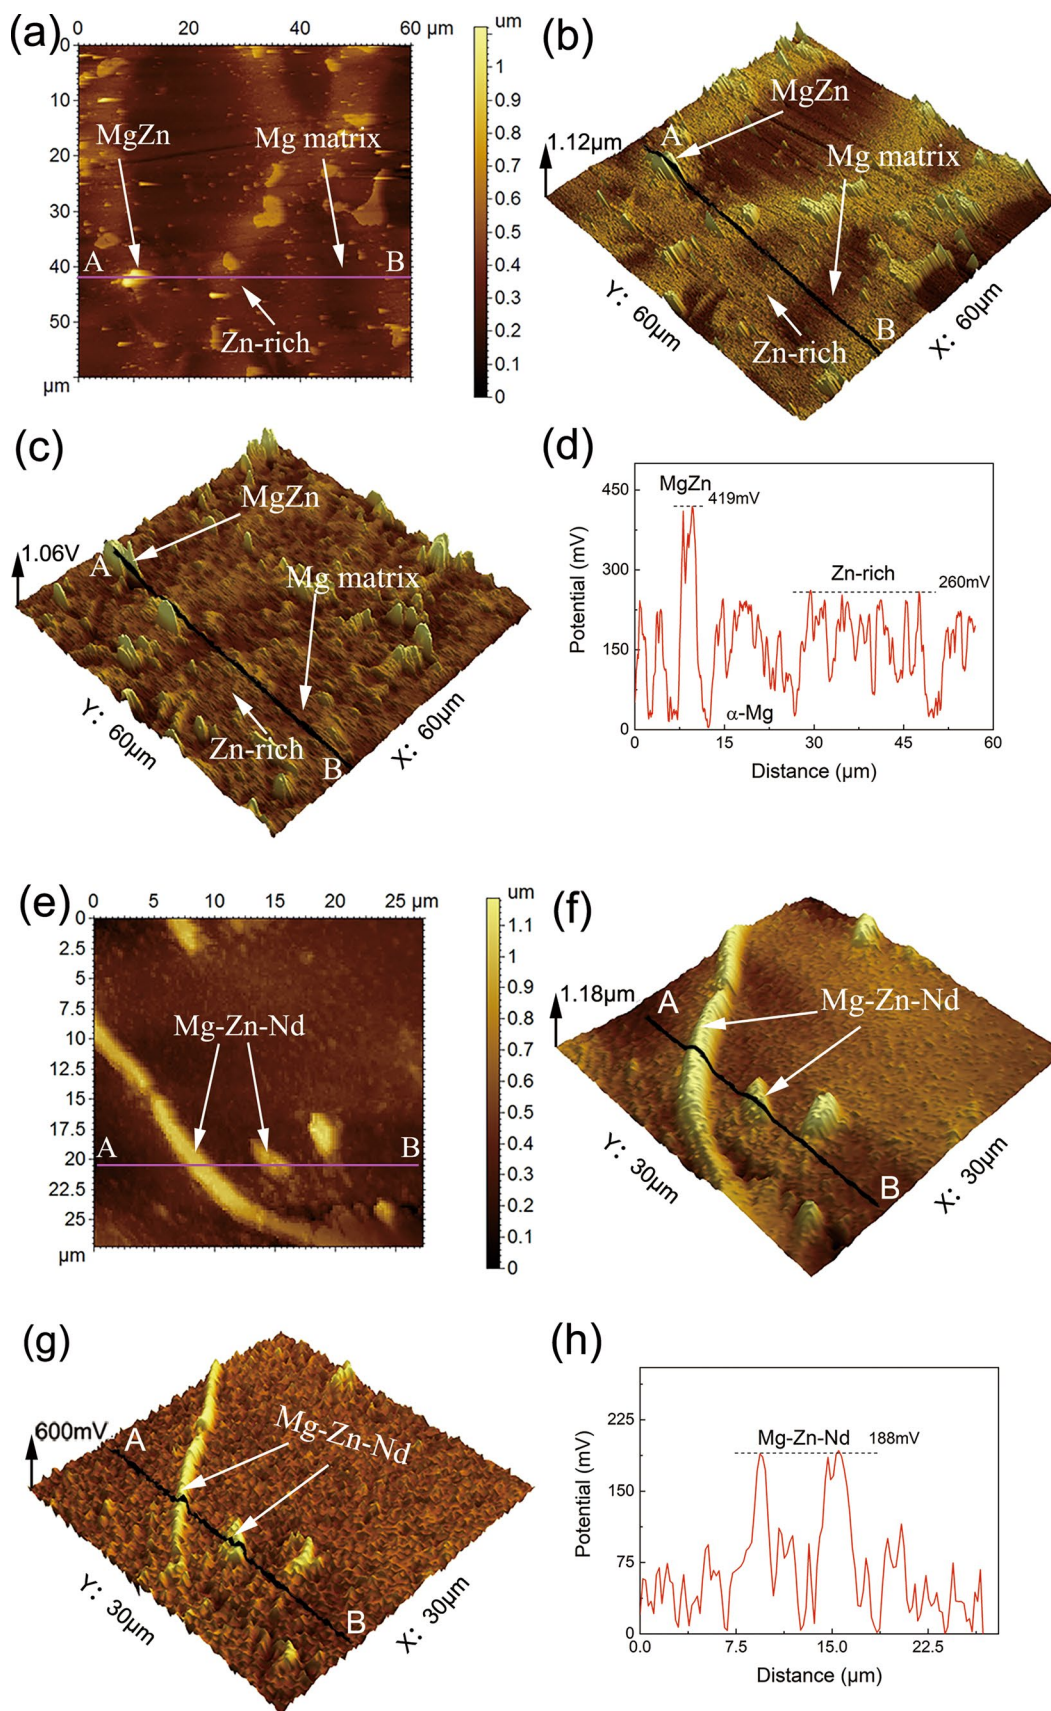 (a)
0 20 40 60 µm
0
10
20
30
40
50
µm
MgZn
Mg matrix
A
B
Zn-rich
um
1
0.9
0.8
0.7
0.6
0.5
0.4
0.3
0.2
0.1
0
(b)
1.12µm
A
MgZn
Mg matrix
Zn-rich
B
Y: 60µm
X: 60µm
(c)
1.06V
A
MgZn
Mg matrix
Zn-rich
B
Y: 60µm
X: 60µm
(d)
Potential (mV)
450
300
150
0
MgZn
419mV
Zn-rich
260mV
α-Mg
0 15 30 45 60
Distance (µm)
(e)
0 5 10 15 20 25 µm
0
2.5
5
7.5
10
12.5
15
17.5
20
22.5
25
µm
Mg-Zn-Nd
A
B
um
1.1
1
0.9
0.8
0.7
0.6
0.5
0.4
0.3
0.2
0.1
0
(f)
1.18µm
A
Mg-Zn-Nd
B
Y: 30µm
X: 30µm
(g)
600mV
A
Mg-Zn-Nd
B
Y: 30µm
X: 30µm
(h)
Potential (mV)
225
150
75
0
Mg-Zn-Nd
188mV
0.0 7.5 15.0 22.5
Distance (µm)